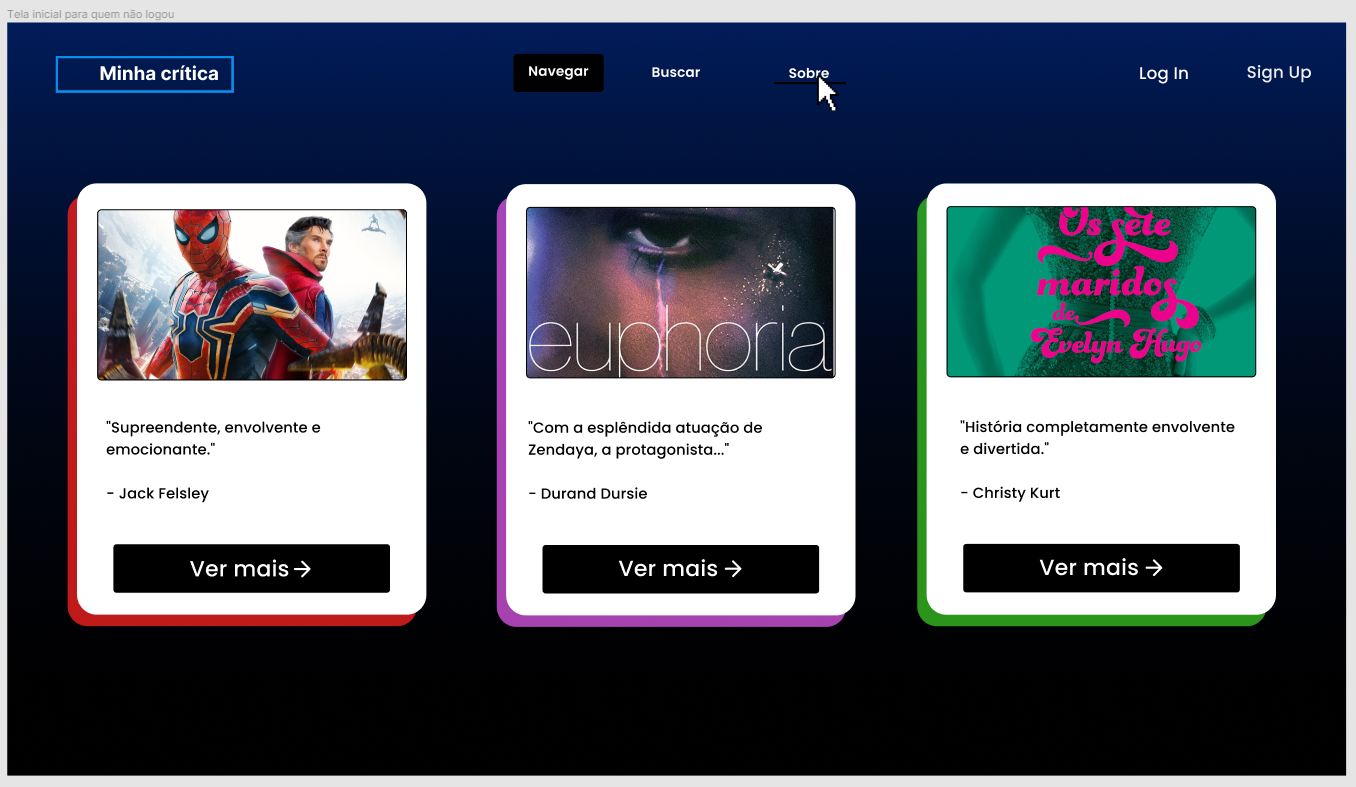 Tela inicial para quem não logou
Minha crítica
Navegar
Buscar
Sobre
Log In
Sign Up
"Supreendente, envolvente e
emocionante."
- Jack Felsley
Ver mais →
euphoria
"Com a esplêndida atuação de
Zendaya, a protagonista..."
- Durand Dursie
Ver mais →
Os sete
maridos
de
Evelyn Hugo
"História completamente envolvente
e divertida."
- Christy Kurt
Ver mais →